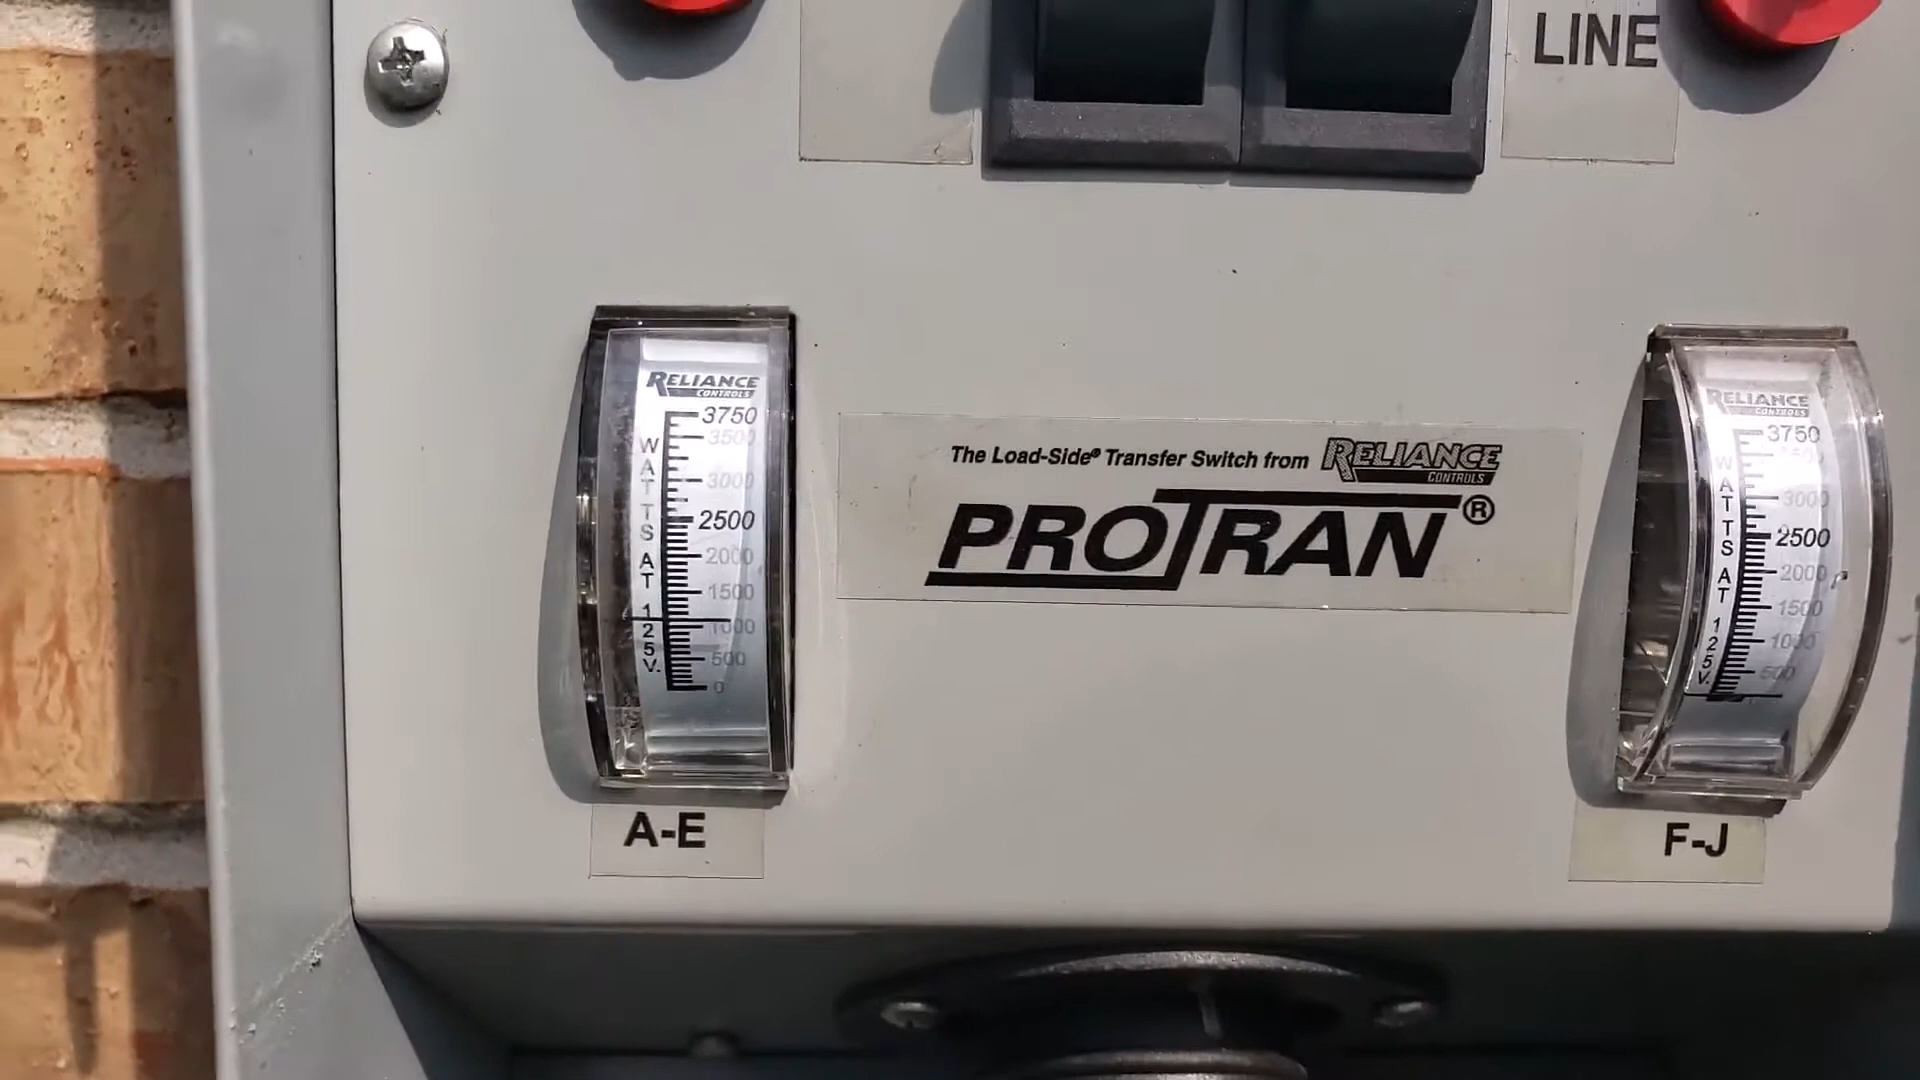 LINE
RELIANCE
CONTROLS
3750
3500
3000
2500
2000
1500
1000
500
0
WATTS AT 125V.
The Load-Side® Transfer Switch from RELIANCE CONTROLS
PROTRAN®
RELIANCE
CONTROLS
3750
3500
3000
2500
2000
1500
1000
500
WATTS AT 125V.
A-E
F-J